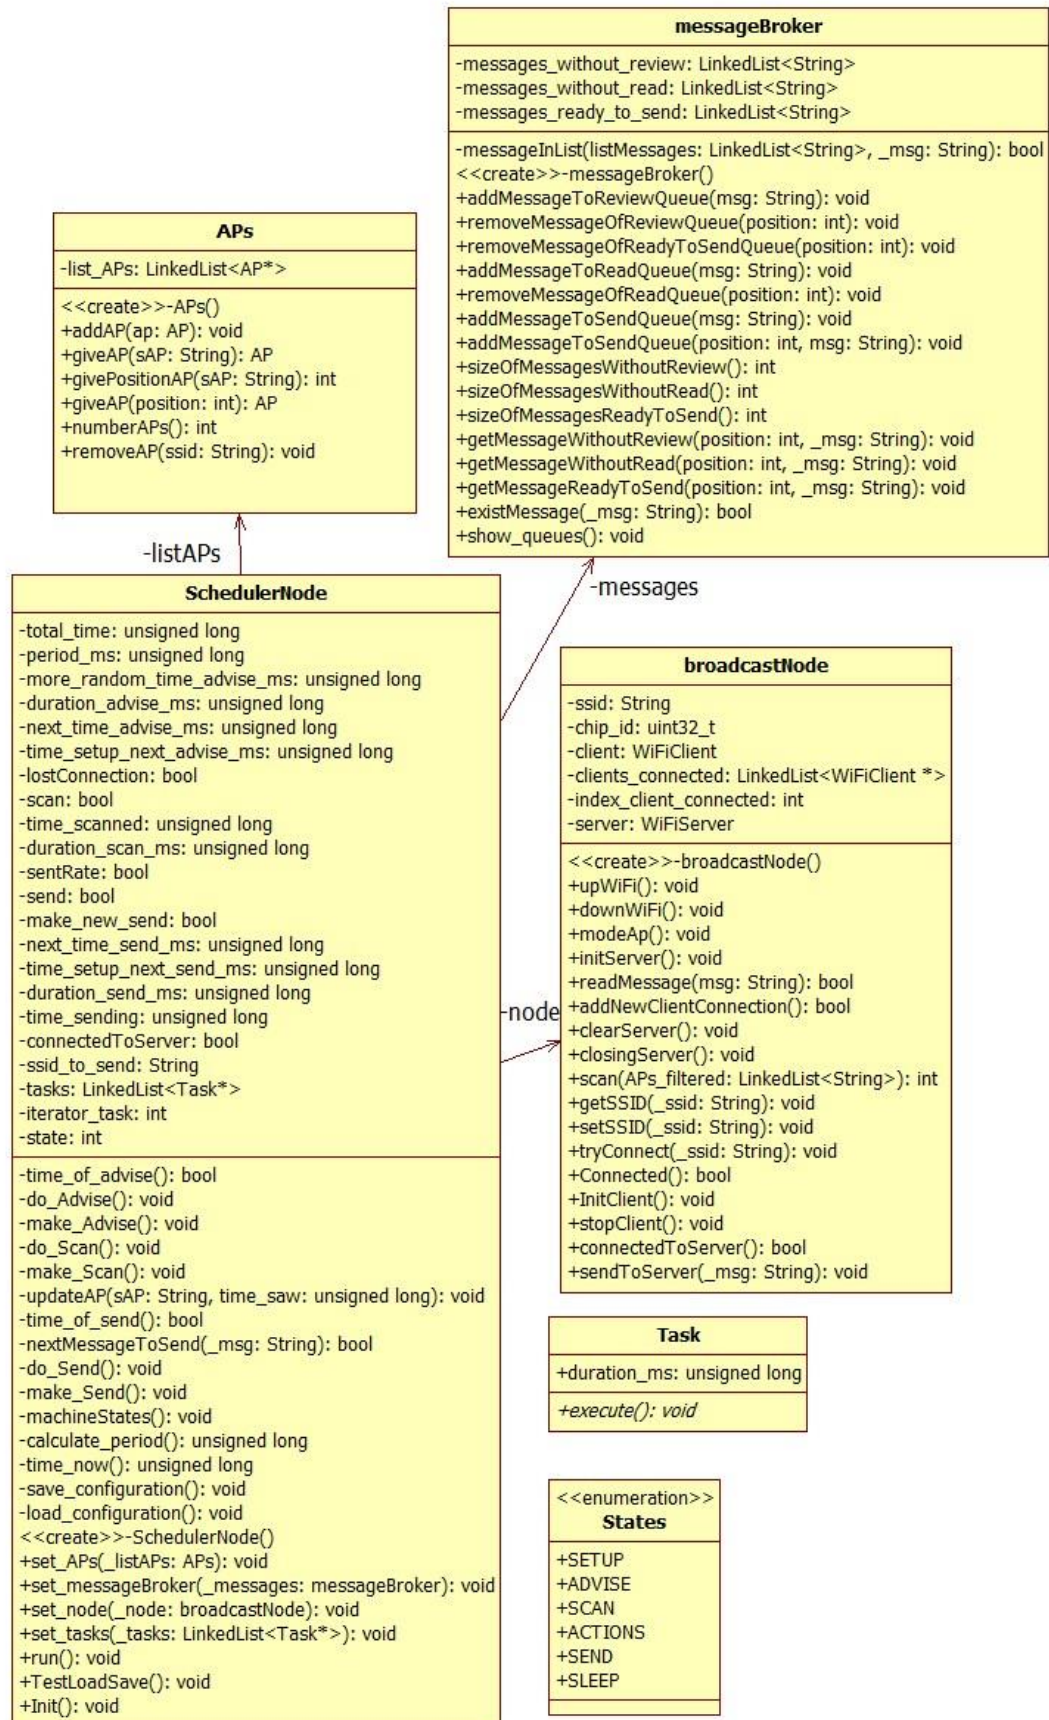 messageBroker
-messages_without_review: LinkedList<String>
-messages_without_read: LinkedList<String>
-messages_ready_to_send: LinkedList<String>
-messageInList(listMessages: LinkedList<String>, _msg: String): bool
<<create>>-messageBroker()
+addMessageToReviewQueue(msg: String): void
+removeMessageOfReviewQueue(position: int): void
+removeMessageOfReadyToSendQueue(position: int): void
+addMessageToReadQueue(msg: String): void
+removeMessageOfReadQueue(position: int): void
+addMessageToSendQueue(msg: String): void
+addMessageToSendQueue(position: int, msg: String): void
+sizeOfMessagesWithoutReview(): int
+sizeOfMessagesWithoutRead(): int
+sizeOfMessagesReadyToSend(): int
+getMessageWithoutReview(position: int, _msg: String): void
+getMessageWithoutRead(position: int, _msg: String): void
+getMessageReadyToSend(position: int, _msg: String): void
+existMessage(_msg: String): bool
+show_queues(): void
APs
-list_APs: LinkedList<AP*>
<<create>>-APs()
+addAP(ap: AP): void
+giveAP(sAP: String): AP
+givePositionAP(sAP: String): int
+giveAP(position: int): AP
+numberAPs(): int
+removeAP(ssid: String): void
-listAPs
-messages
SchedulerNode
-total_time: unsigned long
-period_ms: unsigned long
-more_random_time_advise_ms: unsigned long
-duration_advise_ms: unsigned long
-next_time_advise_ms: unsigned long
-time_setup_next_advise_ms: unsigned long
-lostConnection: bool
-scan: bool
-time_scanned: unsigned long
-duration_scan_ms: unsigned long
-sentRate: bool
-send: bool
-make_new_send: bool
-next_time_send_ms: unsigned long
-time_setup_next_send_ms: unsigned long
-duration_send_ms: unsigned long
-time_sending: unsigned long
-connectedToServer: bool
-ssid_to_send: String
-tasks: LinkedList<Task*>
-iterator_task: int
-state: int
-time_of_advise(): bool
-do_Advise(): void
-make_Advise(): void
-do_Scan(): void
-make_Scan(): void
-updateAP(sAP: String, time_saw: unsigned long): void
-time_of_send(): bool
-nextMessageToSend(_msg: String): bool
-do_Send(): void
-make_Send(): void
-machineStates(): void
-calculate_period(): unsigned long
-time_now(): unsigned long
-save_configuration(): void
-load_configuration(): void
<<create>>-SchedulerNode()
+set_APs(_listAPs: APs): void
+set_messageBroker(_messages: messageBroker): void
+set_node(_node: broadcastNode): void
+set_tasks(_tasks: LinkedList<Task*>): void
+run(): void
+TestLoadSave(): void
+Init(): void
-node
broadcastNode
-ssid: String
-chip_id: uint32_t
-client: WiFiClient
-clients_connected: LinkedList<WiFiClient *>
-index_client_connected: int
-server: WiFiServer
<<create>>-broadcastNode()
+upWiFi(): void
+downWiFi(): void
+modeAp(): void
+initServer(): void
+readMessage(msg: String): bool
+addNewClientConnection(): bool
+clearServer(): void
+closingServer(): void
+scan(APs_filtered: LinkedList<String>): int
+getSSID(_ssid: String): void
+setSSID(_ssid: String): void
+tryConnect(_ssid: String): void
+Connected(): bool
+InitClient(): void
+stopClient(): void
+connectedToServer(): bool
+sendToServer(_msg: String): void
Task
+duration_ms: unsigned long
+execute(): void
<<enumeration>>
States
+SETUP
+ADVISE
+SCAN
+ACTIONS
+SEND
+SLEEP